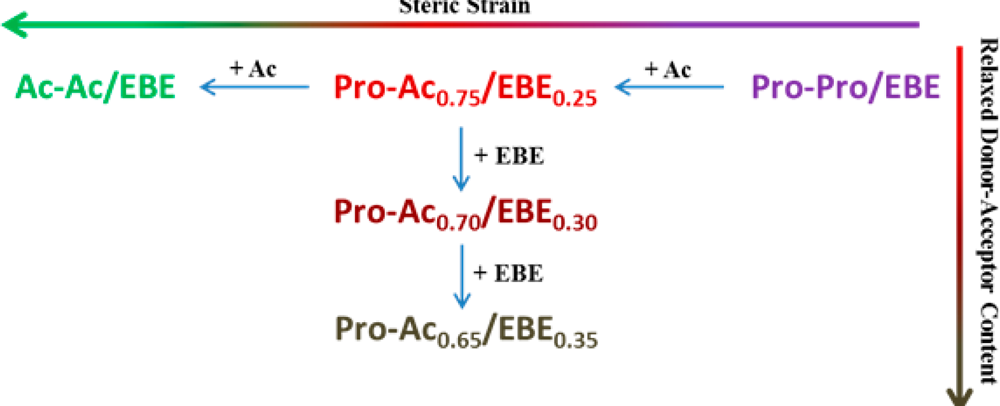 Steric Strain
Ac-Ac/EBE
+ Ac
Pro-Ac0.75/EBE0.25
+ Ac
Pro-Pro/EBE
+ EBE
Pro-Ac0.70/EBE0.30
+ EBE
Pro-Ac0.65/EBE0.35
Relaxed Donor-Acceptor Content